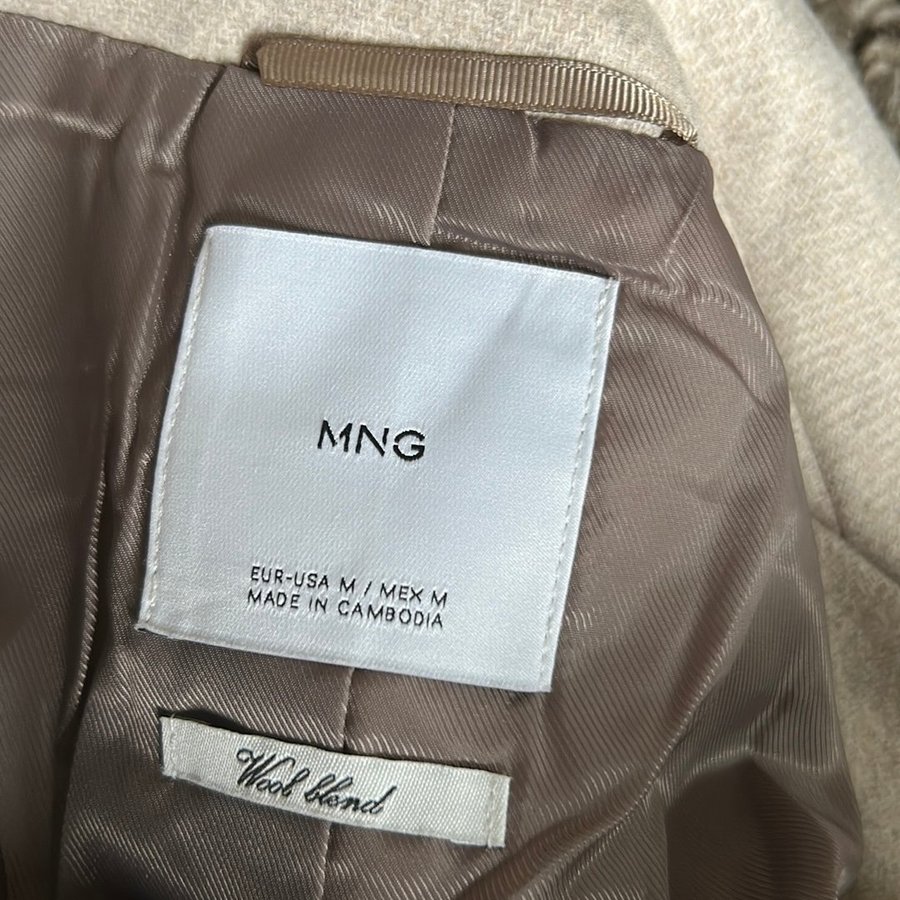 MNG
EUR-USA M / MEX M
MADE IN CAMBODIA
Wool blend